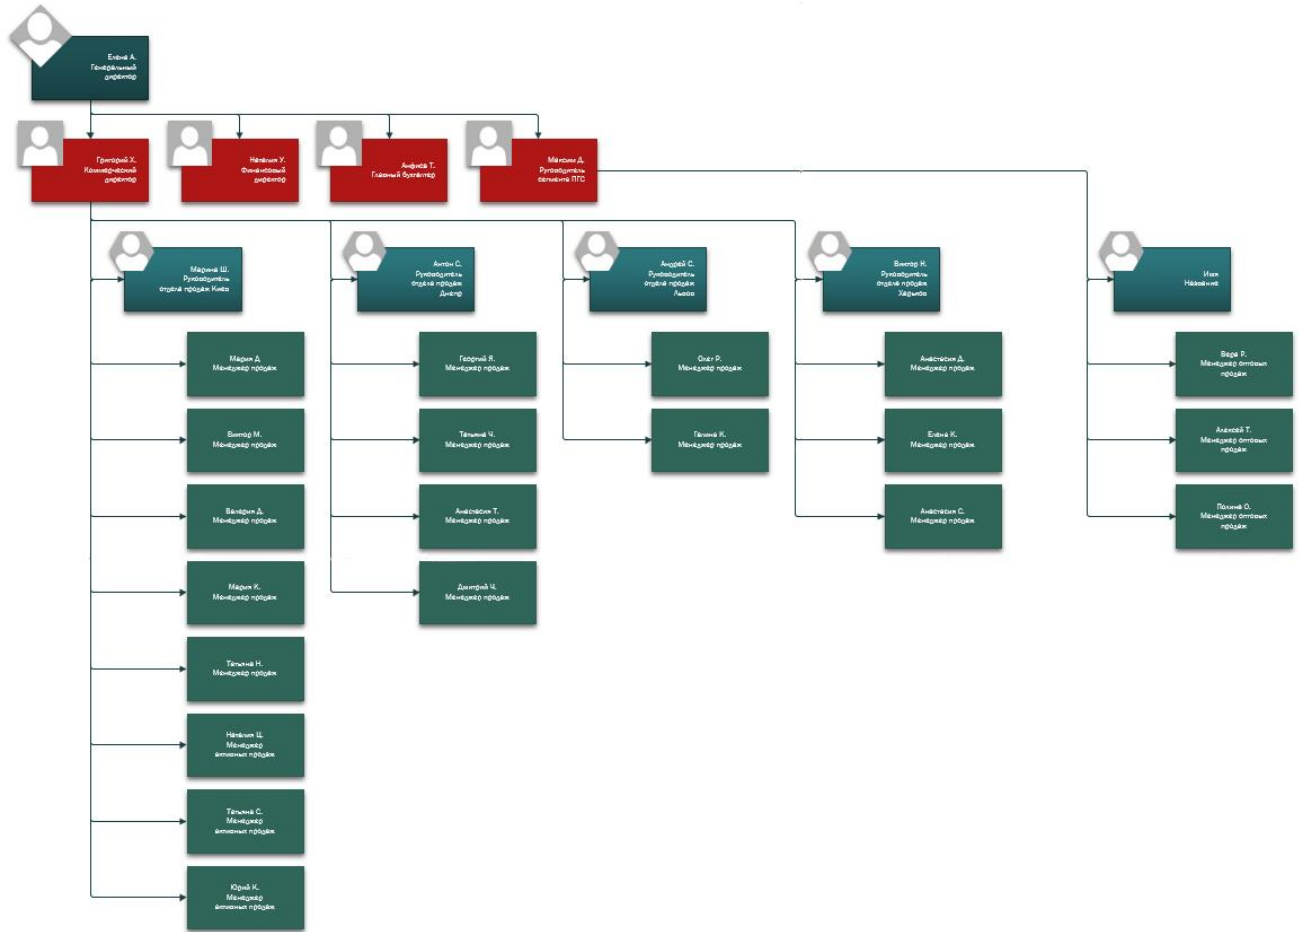 Елена А.
Генеральный
директор
Григорий Х.
Коммерческий
директор
Наталия У.
Финансовый
директор
Анфиса Т.
Главный бухгалтер
Максим Д.
Руководитель
сегмента ПГС
Марина Ш.
Руководитель
отдела продаж Киев
Антон С.
Руководитель
отдела продаж
Днепр
Андрей С.
Руководитель
отдела продаж
Львов
Виктор Н.
Руководитель
отдела продаж
Харьков
Имя
Название
Мария Д
Менеджер продаж
Георгий Я.
Менеджер продаж
Олег Р.
Менеджер продаж
Анастасия Д.
Менеджер продаж
Вера Р.
Менеджер оптовых
продаж
Виктор М.
Менеджер продаж
Татьяна Ч.
Менеджер продаж
Галина К.
Менеджер продаж
Елена К.
Менеджер продаж
Алексей Т.
Менеджер оптовых
продаж
Валерия Д.
Менеджер продаж
Анастасия Т.
Менеджер продаж
Анастасия С.
Менеджер продаж
Полина О.
Менеджер оптовых
продаж
Мария К.
Менеджер продаж
Дмитрий Ч.
Менеджер продаж
Татьяна Н.
Менеджер продаж
Наталия Ц.
Менеджер
активных продаж
Татьяна С.
Менеджер
активных продаж
Юрий К.
Менеджер
активных продаж